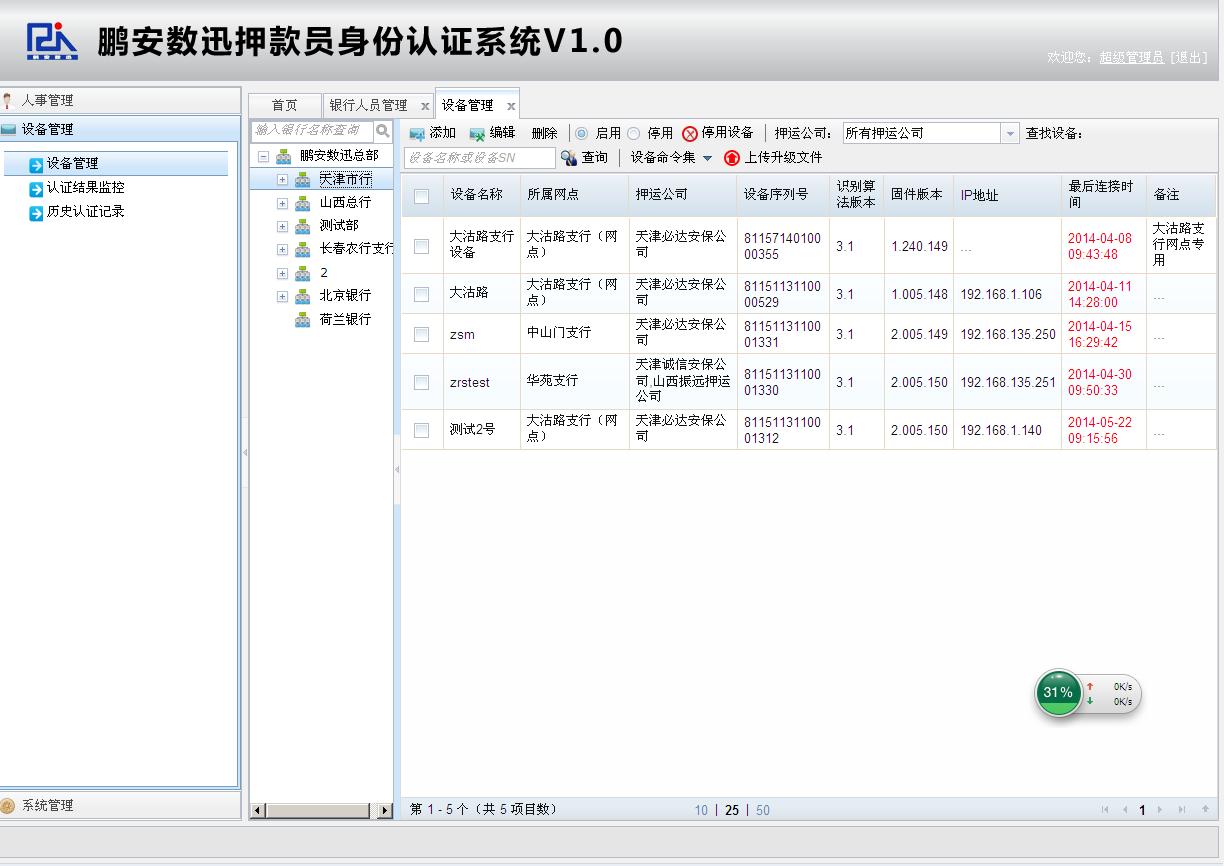 鹏安数迅押款员身份认证系统V1.0
欢迎您：超级管理员 [退出]
人事管理
设备管理
设备管理
认证结果监控
历史认证记录
系统管理
首页 银行人员管理 x 设备管理 x
输入银行名称查询
鹏安数迅总部
天津市行
山西总行
测试部
长春农行支行
2
北京银行
荷兰银行
添加 编辑 删除 启用 停用 停用设备 押运公司： 所有押运公司 查找设备：
设备名称或设备SN 查询 设备命令集 上传升级文件
设备名称 所属网点 押运公司 设备序列号 识别算法版本 固件版本 IP地址 最后连接时间 备注
大沽路支行设备 大沽路支行（网点） 天津必达安保公司 8115714010000355 3.1 1.240.149 ... 2014-04-08 09:43:48 大沽路支行网点专用
大沽路 大沽路支行（网点） 天津必达安保公司 8115113110000529 3.1 1.005.148 192.168.1.106 2014-04-11 14:28:00 ...
zsm 中山门支行 天津必达安保公司 8115113110001331 3.1 2.005.149 192.168.135.250 2014-04-15 16:29:42 ...
zrstest 华苑支行 天津诚信安保公司,山西振远押运公司 8115113110001330 3.1 2.005.150 192.168.135.251 2014-04-30 09:50:33 ...
测试2号 大沽路支行（网点） 天津必达安保公司 8115113110001312 3.1 2.005.150 192.168.1.140 2014-05-22 09:15:56 ...
31% 0K/s
0K/s
第 1 - 5 个（共 5 项目数） 10 | 25 | 50 1